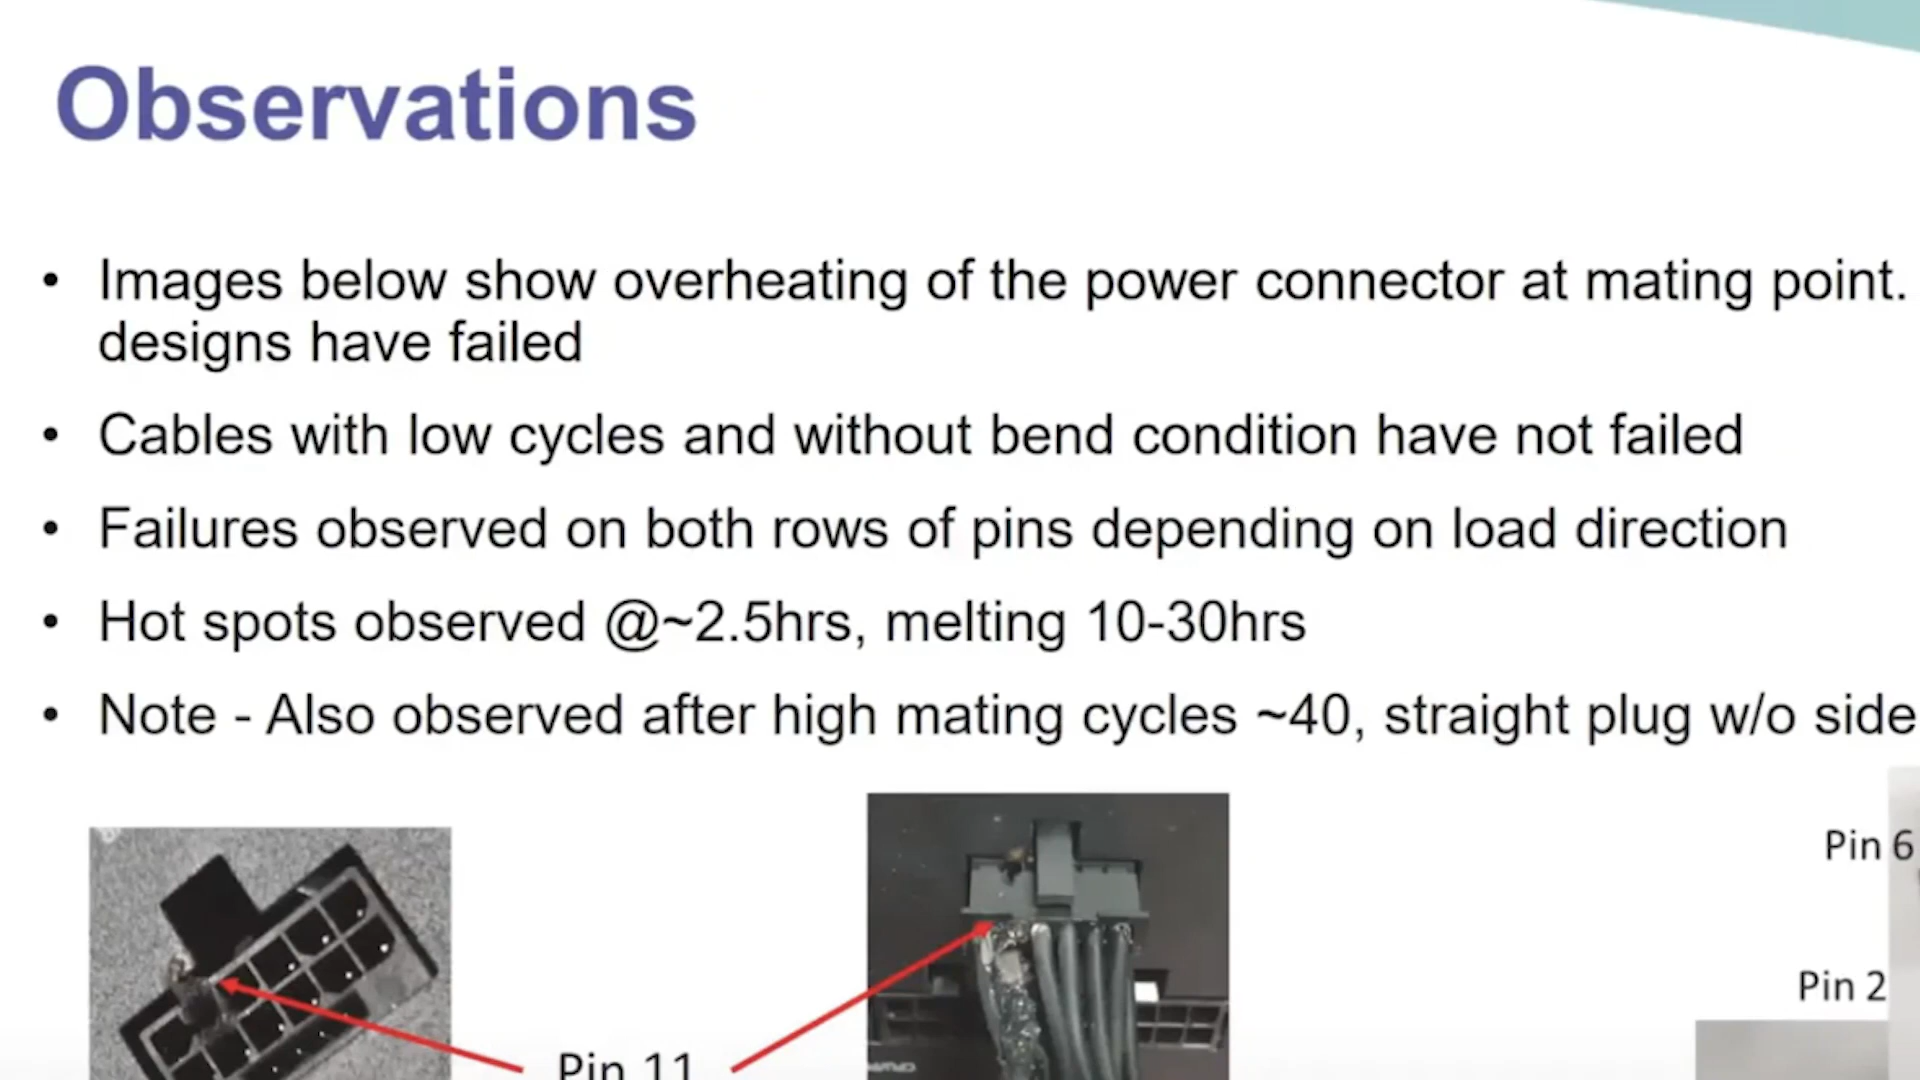 Observations
• Images below show overheating of the power connector at mating point.
designs have failed
• Cables with low cycles and without bend condition have not failed
• Failures observed on both rows of pins depending on load direction
• Hot spots observed @~2.5hrs, melting 10-30hrs
• Note - Also observed after high mating cycles ~40, straight plug w/o side
Pin 6
Pin 2
Pin 11